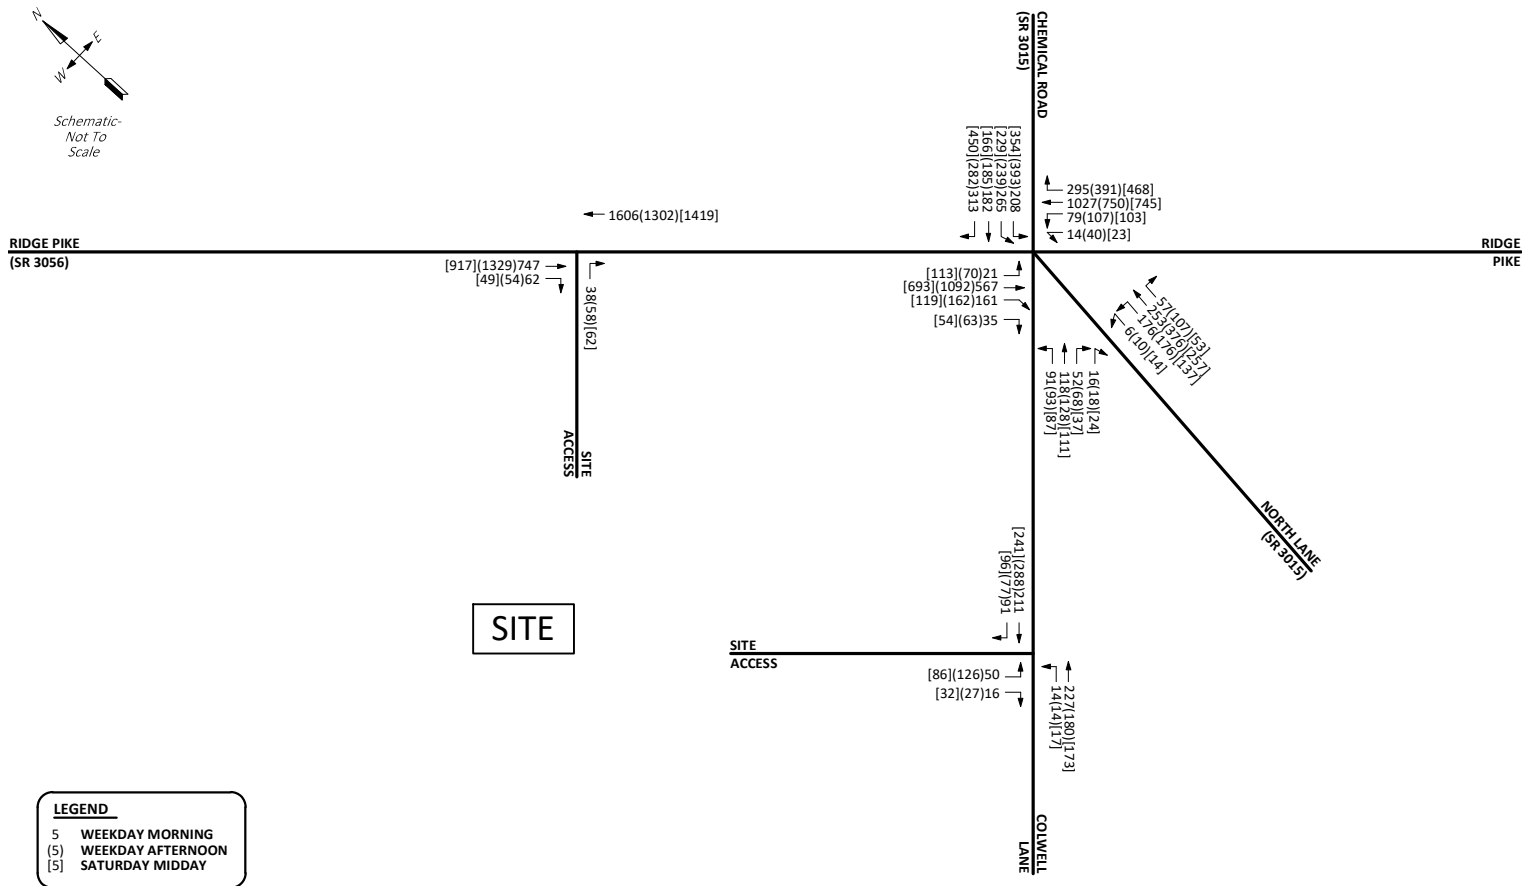 N
E
W
Schematic-
Not To
Scale
CHEMICAL ROAD
(SR 3015)
[354](393)208
[229](239)265
[166](185)182
[450](282)313
295(391)[468]
1027(750)[745]
79(107)[103]
14(40)[23]
1606(1302)[1419]
RIDGE PIKE
(SR 3056)
RIDGE
PIKE
[917](1329)747
[49](54)62
38(58)[62]
[113](70)21
[693](1092)567
[119](162)161
[54](63)35
57(107)[53]
253(376)[257]
176(176)[137]
6(10)[14]
16(18)[24]
52(68)[37]
118(128)[111]
91(93)[87]
SITE
ACCESS
NORTH LANE
(SR 3015)
[241](288)211
[96](77)91
SITE
SITE
ACCESS
[86](126)50
[32](27)16
227(180)[173]
14(14)[17]
COLWELL
LANE
LEGEND
5 WEEKDAY MORNING
(5) WEEKDAY AFTERNOON
[5] SATURDAY MIDDAY